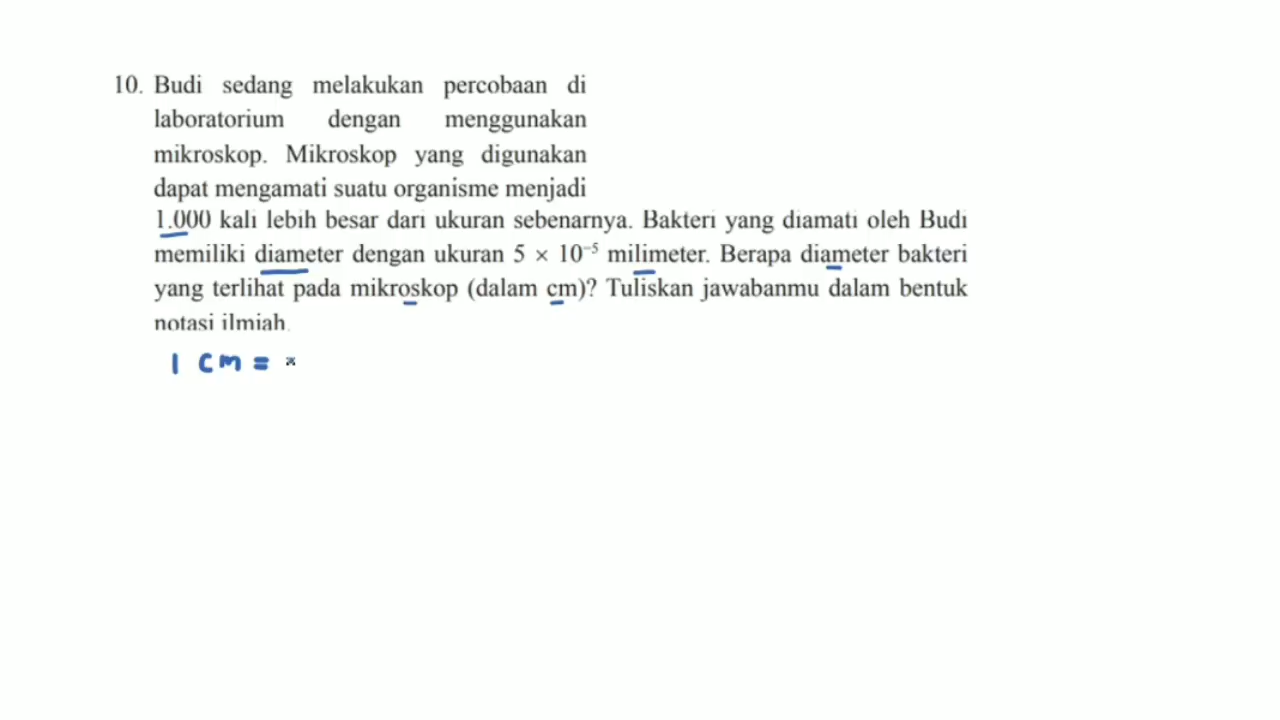 10. Budi sedang melakukan percobaan di
laboratorium dengan menggunakan
mikroskop. Mikroskop yang digunakan
dapat mengamati suatu organisme menjadi
1.000 kali lebih besar dari ukuran sebenarnya. Bakteri yang diamati oleh Budi
memiliki diameter dengan ukuran 5 × 10⁻⁵ milimeter. Berapa diameter bakteri
yang terlihat pada mikroskop (dalam cm)? Tuliskan jawabanmu dalam bentuk
notasi ilmiah.
1 cm =